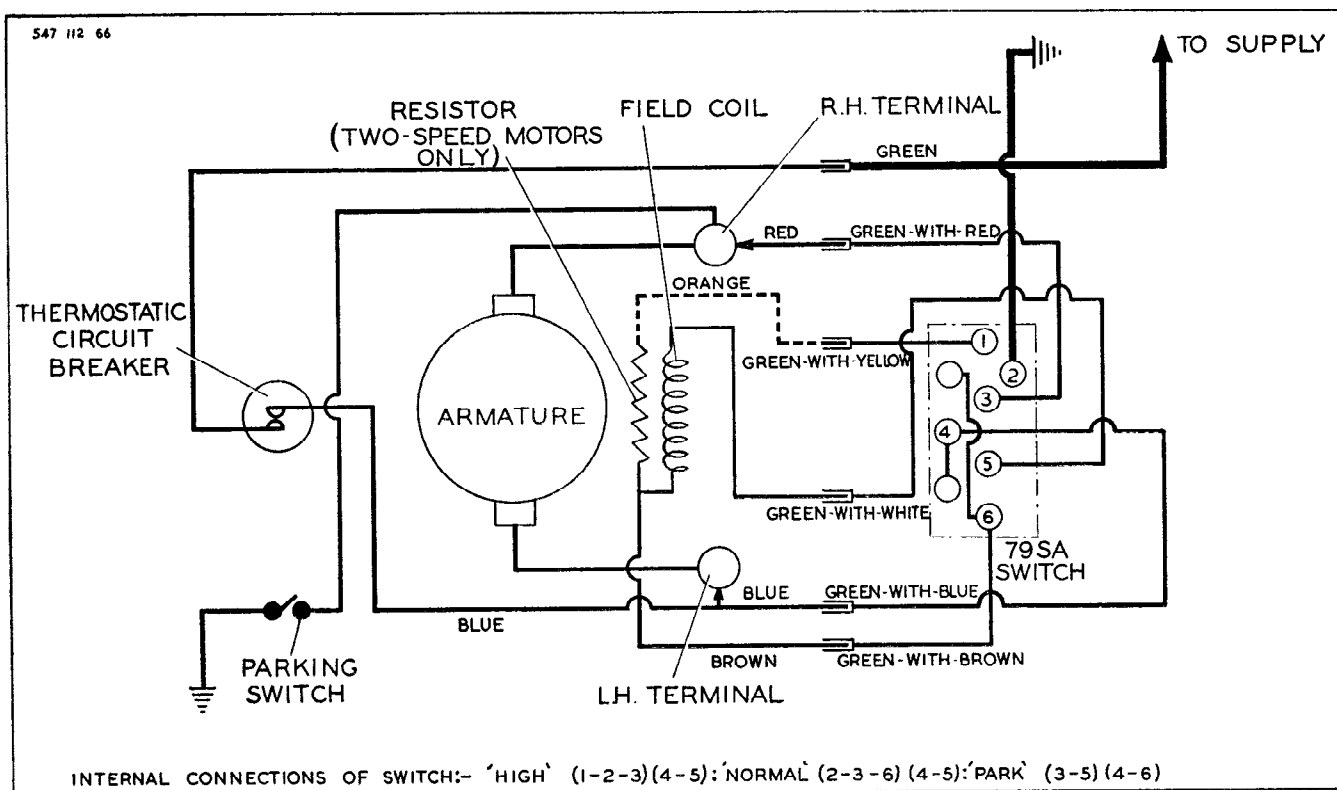 547 112 66
TO SUPPLY
RESISTOR
(TWO-SPEED MOTORS
ONLY)
FIELD COIL
R.H. TERMINAL
GREEN
RED
GREEN-WITH-RED
ORANGE
THERMOSTATIC
CIRCUIT
BREAKER
GREEN-WITH-YELLOW
1
2
3
4
5
6
ARMATURE
GREEN-WITH-WHITE
79SA
SWITCH
BLUE
GREEN-WITH-BLUE
BLUE
PARKING
SWITCH
BROWN
GREEN-WITH-BROWN
L.H. TERMINAL
INTERNAL CONNECTIONS OF SWITCH:- 'HIGH' (1-2-3)(4-5): 'NORMAL' (2-3-6)(4-5): 'PARK' (3-5)(4-6)